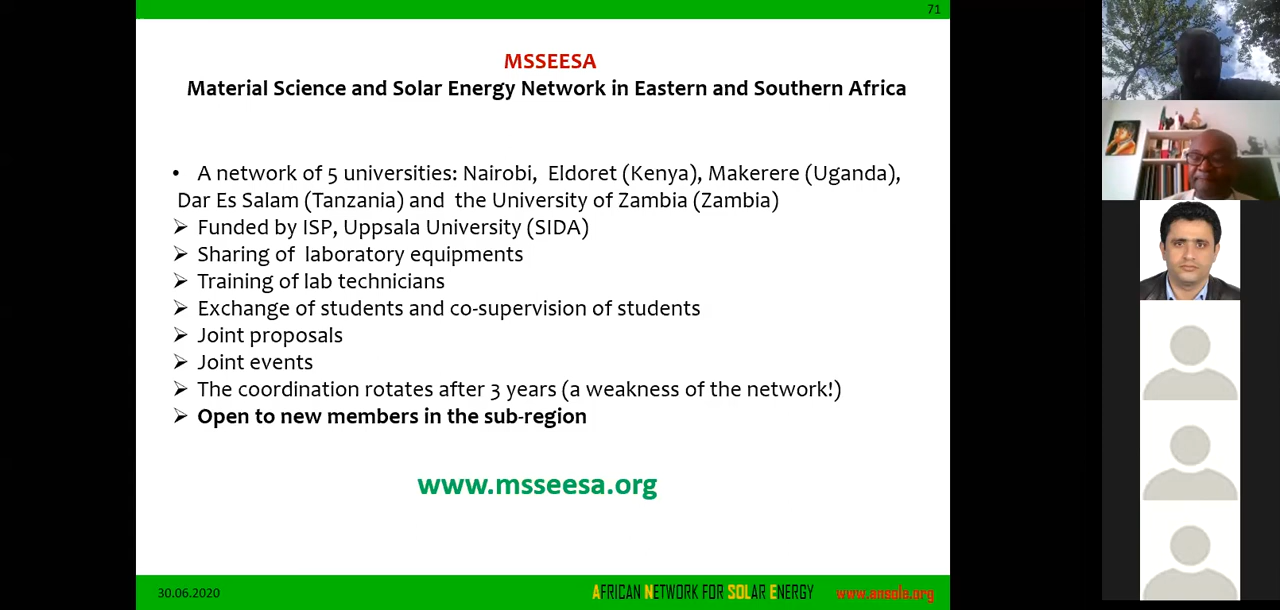 71
MSSEESA
Material Science and Solar Energy Network in Eastern and Southern Africa
• A network of 5 universities: Nairobi, Eldoret (Kenya), Makerere (Uganda),
Dar Es Salam (Tanzania) and the University of Zambia (Zambia)
➢ Funded by ISP, Uppsala University (SIDA)
➢ Sharing of laboratory equipments
➢ Training of lab technicians
➢ Exchange of students and co-supervision of students
➢ Joint proposals
➢ Joint events
➢ The coordination rotates after 3 years (a weakness of the network!)
➢ Open to new members in the sub-region
www.msseesa.org
30.06.2020 AFRICAN NETWORK FOR SOLAR ENERGY www.ansole.org